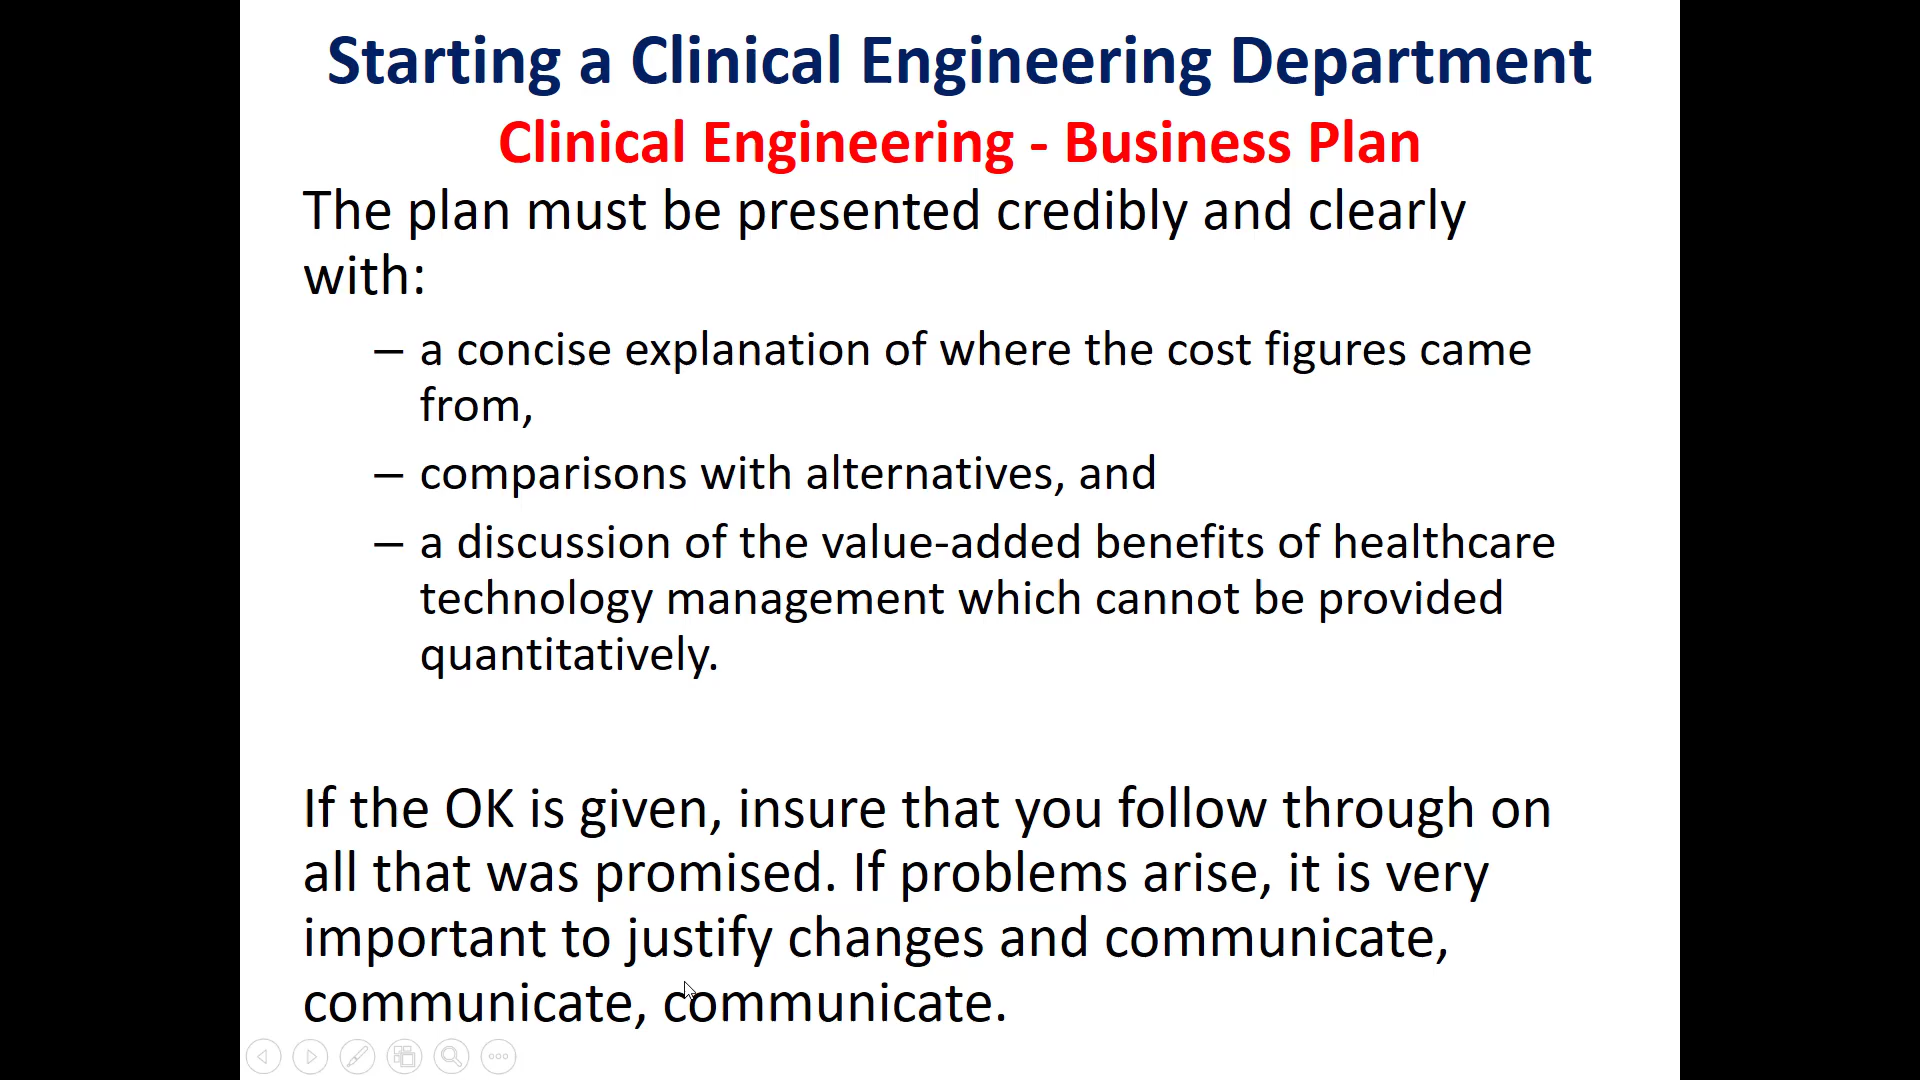 Starting a Clinical Engineering Department
Clinical Engineering - Business Plan
The plan must be presented credibly and clearly
with:
– a concise explanation of where the cost figures came
from,
– comparisons with alternatives, and
– a discussion of the value-added benefits of healthcare
technology management which cannot be provided
quantitatively.
If the OK is given, insure that you follow through on
all that was promised. If problems arise, it is very
important to justify changes and communicate,
communicate, communicate.